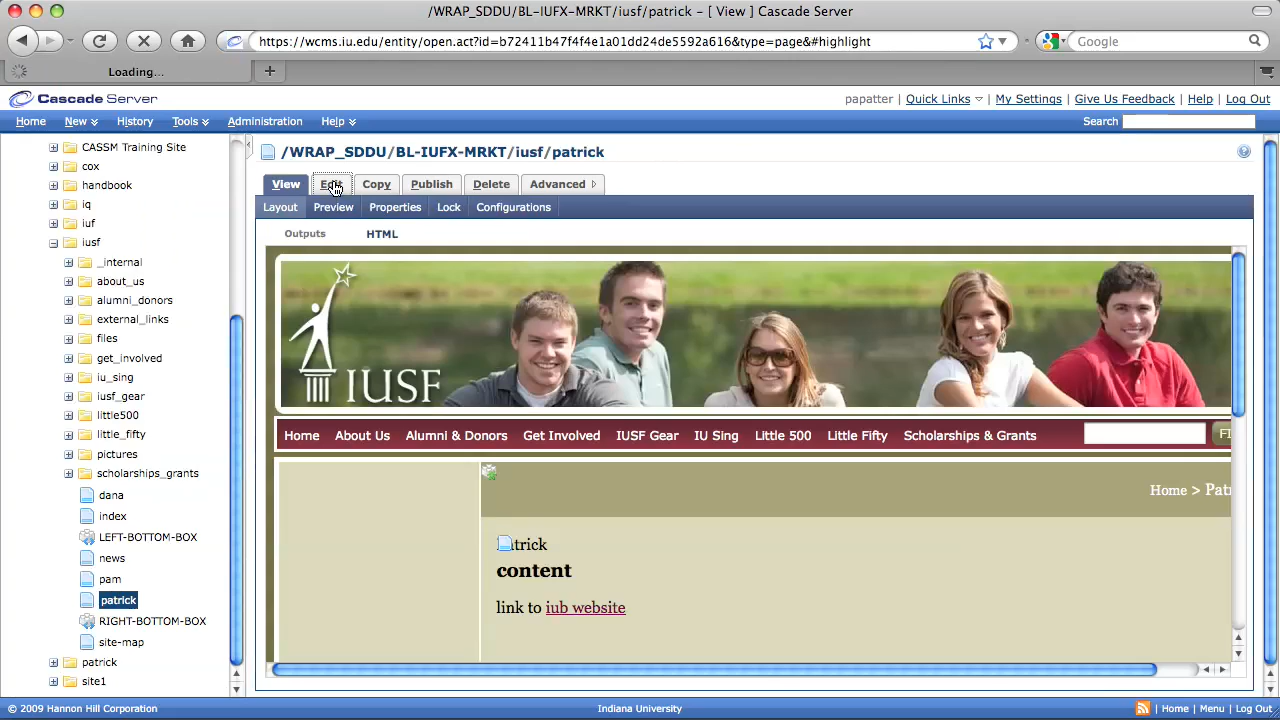 /WRAP_SDDU/BL-IUFX-MRKT/iusf/patrick - [ View ] Cascade Server
https://wcms.iu.edu/entity/open.act?id=b72411b47f4f4e1a01dd24de5592a616&type=page&#highlight
Google
Loading...
Cascade Server
papatter | Quick Links | My Settings | Give Us Feedback | Help | Log Out
Home New History Tools Administration Help Search
CASSM Training Site
cox
handbook
iq
iuf
iusf
_internal
about_us
alumni_donors
external_links
files
get_involved
iu_sing
iusf_gear
little500
little_fifty
pictures
scholarships_grants
dana
index
LEFT-BOTTOM-BOX
news
pam
patrick
RIGHT-BOTTOM-BOX
site-map
patrick
site1
/WRAP_SDDU/BL-IUFX-MRKT/iusf/patrick
View Edit Copy Publish Delete Advanced
Layout Preview Properties Lock Configurations
Outputs HTML
IUSF
Home About Us Alumni & Donors Get Involved IUSF Gear IU Sing Little 500 Little Fifty Scholarships & Grants FI
Home > Patr
Patrick
content
link to iub website
© 2009 Hannon Hill Corporation Indiana University | Home | Menu | Log Out